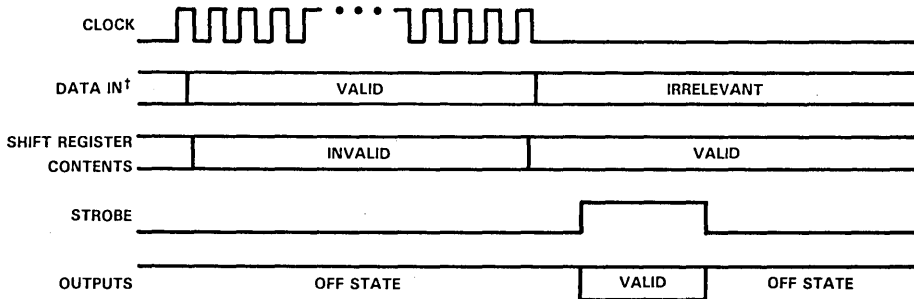 CLOCK
DATA IN†
VALID
IRRELEVANT
SHIFT REGISTER
CONTENTS
INVALID
VALID
STROBE
OUTPUTS
OFF STATE
VALID
OFF STATE